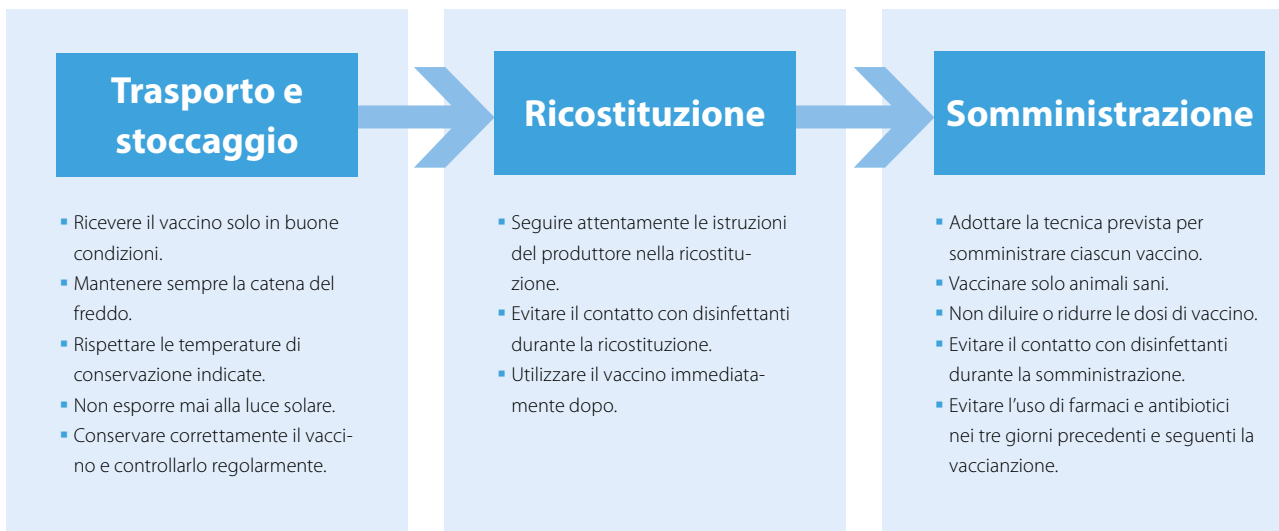 Trasporto e
stoccaggio
▪ Ricevere il vaccino solo in buone
condizioni.
▪ Mantenere sempre la catena del
freddo.
▪ Rispettare le temperature di
conservazione indicate.
▪ Non esporre mai alla luce solare.
▪ Conservare correttamente il vacci-
no e controllarlo regolarmente.
Ricostituzione
▪ Seguire attentamente le istruzioni
del produttore nella ricostitu-
zione.
▪ Evitare il contatto con disinfettanti
durante la ricostituzione.
▪ Utilizzare il vaccino immediata-
mente dopo.
Somministrazione
▪ Adottare la tecnica prevista per
somministrare ciascun vaccino.
▪ Vaccinare solo animali sani.
▪ Non diluire o ridurre le dosi di vaccino.
▪ Evitare il contatto con disinfettanti
durante la somministrazione.
▪ Evitare l’uso di farmaci e antibiotici
nei tre giorni precedenti e seguenti la
vaccianzione.